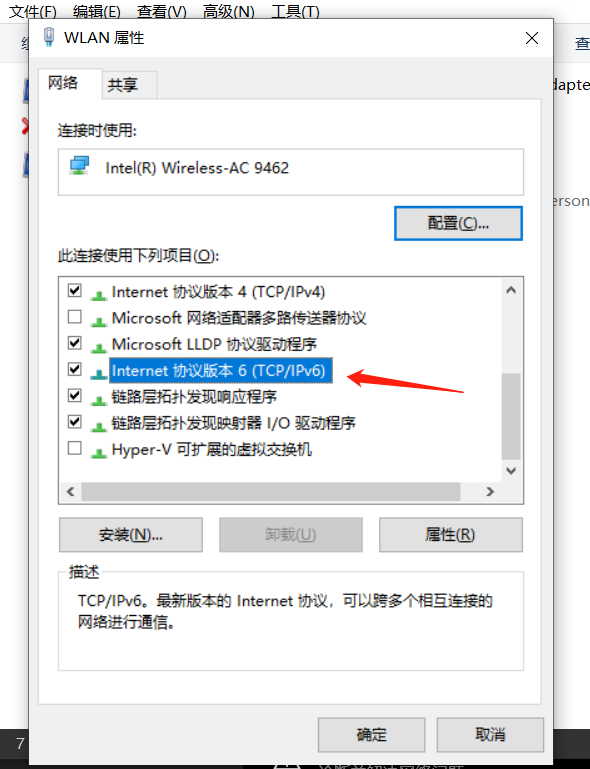 文件(F) 编辑(E) 查看(V) 高级(N) 工具(T)
WLAN 属性
查
网络 共享
dapte
连接时使用:
Intel(R) Wireless-AC 9462
erson
配置(C)...
此连接使用下列项目(O):
Internet 协议版本 4 (TCP/IPv4)
Microsoft 网络适配器多路传送器协议
Microsoft LLDP 协议驱动程序
Internet 协议版本 6 (TCP/IPv6)
链路层拓扑发现响应程序
链路层拓扑发现映射器 I/O 驱动程序
Hyper-V 可扩展的虚拟交换机
安装(N)... 卸载(U) 属性(R)
描述
TCP/IPv6。最新版本的 Internet 协议，可以跨多个相互连接的
网络进行通信。
确定 取消
7